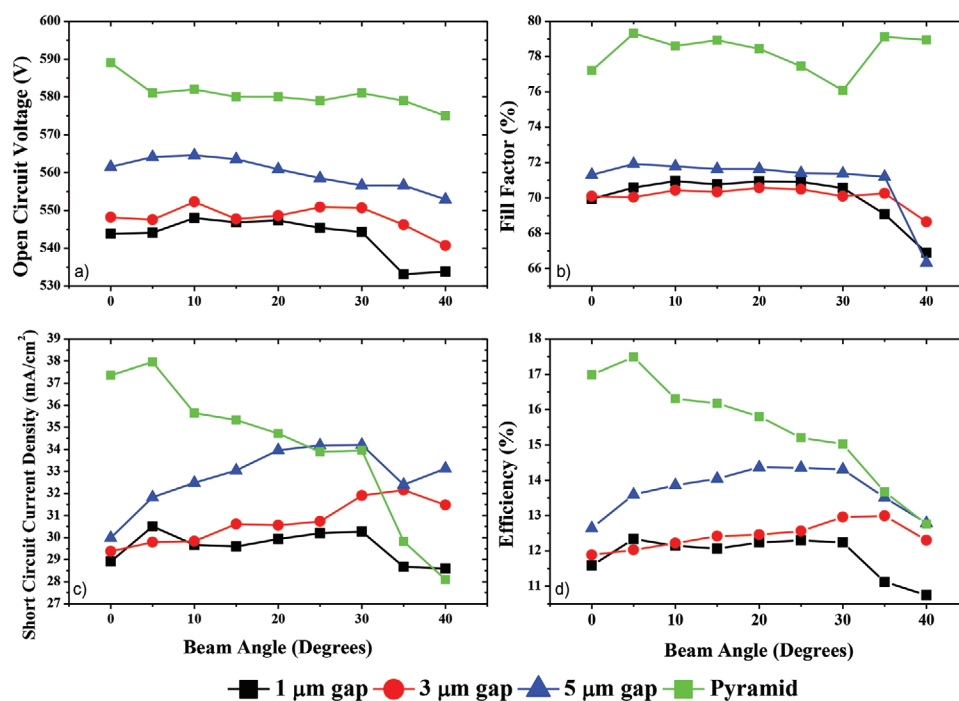 600
590
580
570
560
550
540
530
Open Circuit Voltage (V)
a)
0 10 20 30 40
80
78
76
74
72
70
68
66
Fill Factor (%)
b)
0 10 20 30 40
39
38
37
36
35
34
33
32
31
30
29
28
27
Short Circuit Current Density (mA/cm²)
c)
0 10 20 30 40
Beam Angle (Degrees)
18
17
16
15
14
13
12
11
Efficiency (%)
d)
0 10 20 30 40
Beam Angle (Degrees)
1 μm gap 3 μm gap 5 μm gap Pyramid